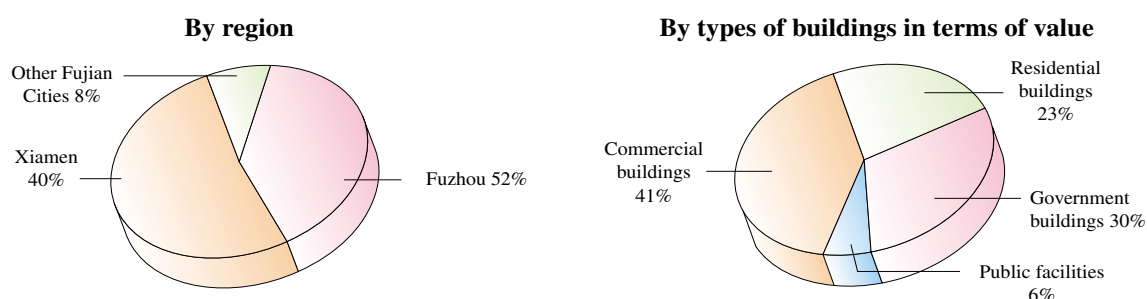 By region
Other Fujian
Cities 8%
Xiamen
40%
Fuzhou 52%
By types of buildings in terms of value
Residential
buildings
23%
Commercial
buildings
41%
Government
buildings 30%
Public facilities
6%